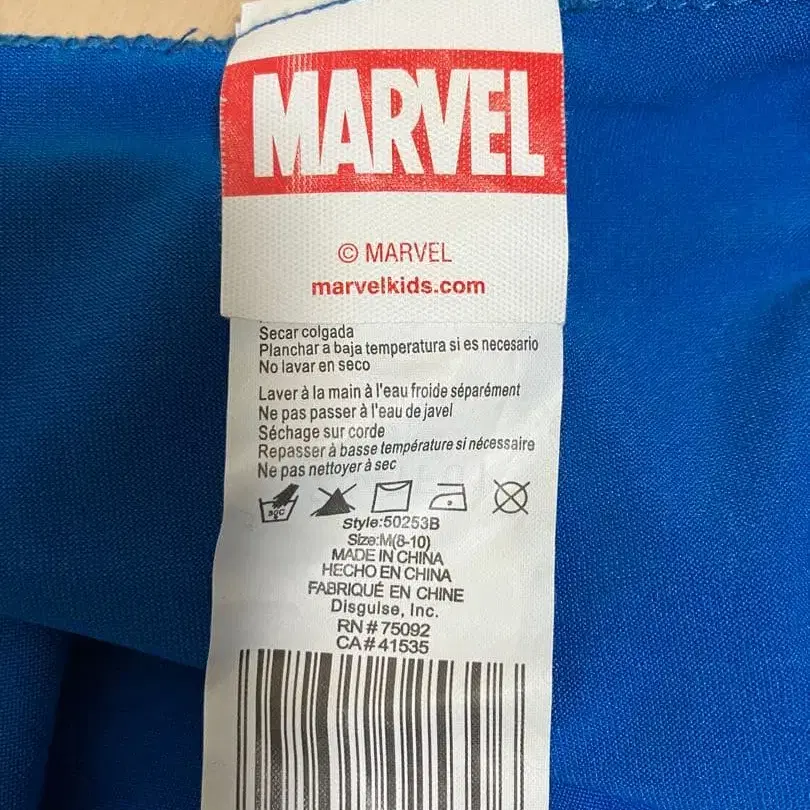 MARVEL
© MARVEL
marvelkids.com
Secar colgada
Planchar a baja temperatura si es necesario
No lavar en seco
Laver à la main à l'eau froide séparément
Ne pas passer à l'eau de javel
Séchage sur corde
Repasser à basse température si nécessaire
Ne pas nettoyer à sec
Style:50253B
Size:M(8-10)
MADE IN CHINA
HECHO EN CHINA
FABRIQUÉ EN CHINE
Disguise, Inc.
RN # 75092
CA # 41535